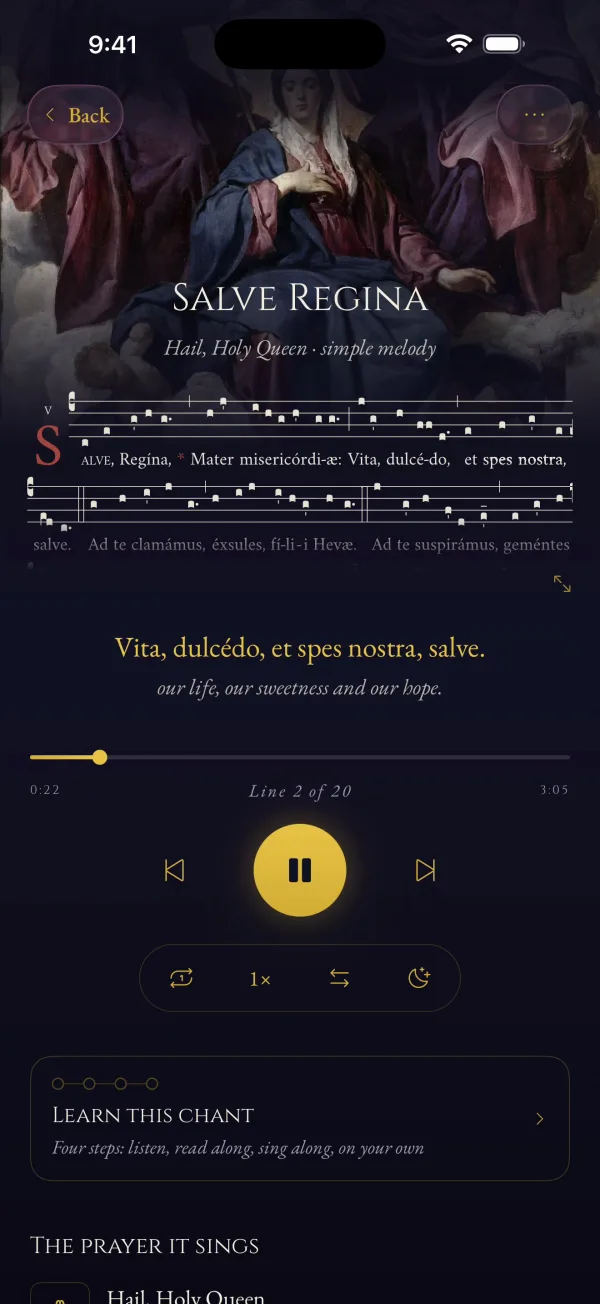 9:41
Back
SALVE REGINA
Hail, Holy Queen · simple melody
V
SALVE, Regína, * Mater misericórdi-æ: Vita, dulcé-do, et spes nostra,
salve. Ad te clamámus, éxsules, fí-li-i Hevæ. Ad te suspirámus, geméntes
Vita, dulcédo, et spes nostra, salve.
our life, our sweetness and our hope.
0:22 Line 2 of 20 3:05
1 1×
LEARN THIS CHANT
Four steps: listen, read along, sing along, on your own
THE PRAYER IT SINGS
Hail, Holy Queen